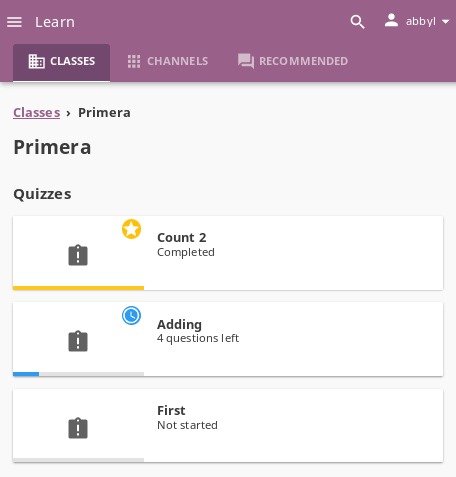 Learn
abbyl
CLASSES
CHANNELS
RECOMMENDED
Classes › Primera
Primera
Quizzes
Count 2
Completed
Adding
4 questions left
First
Not started